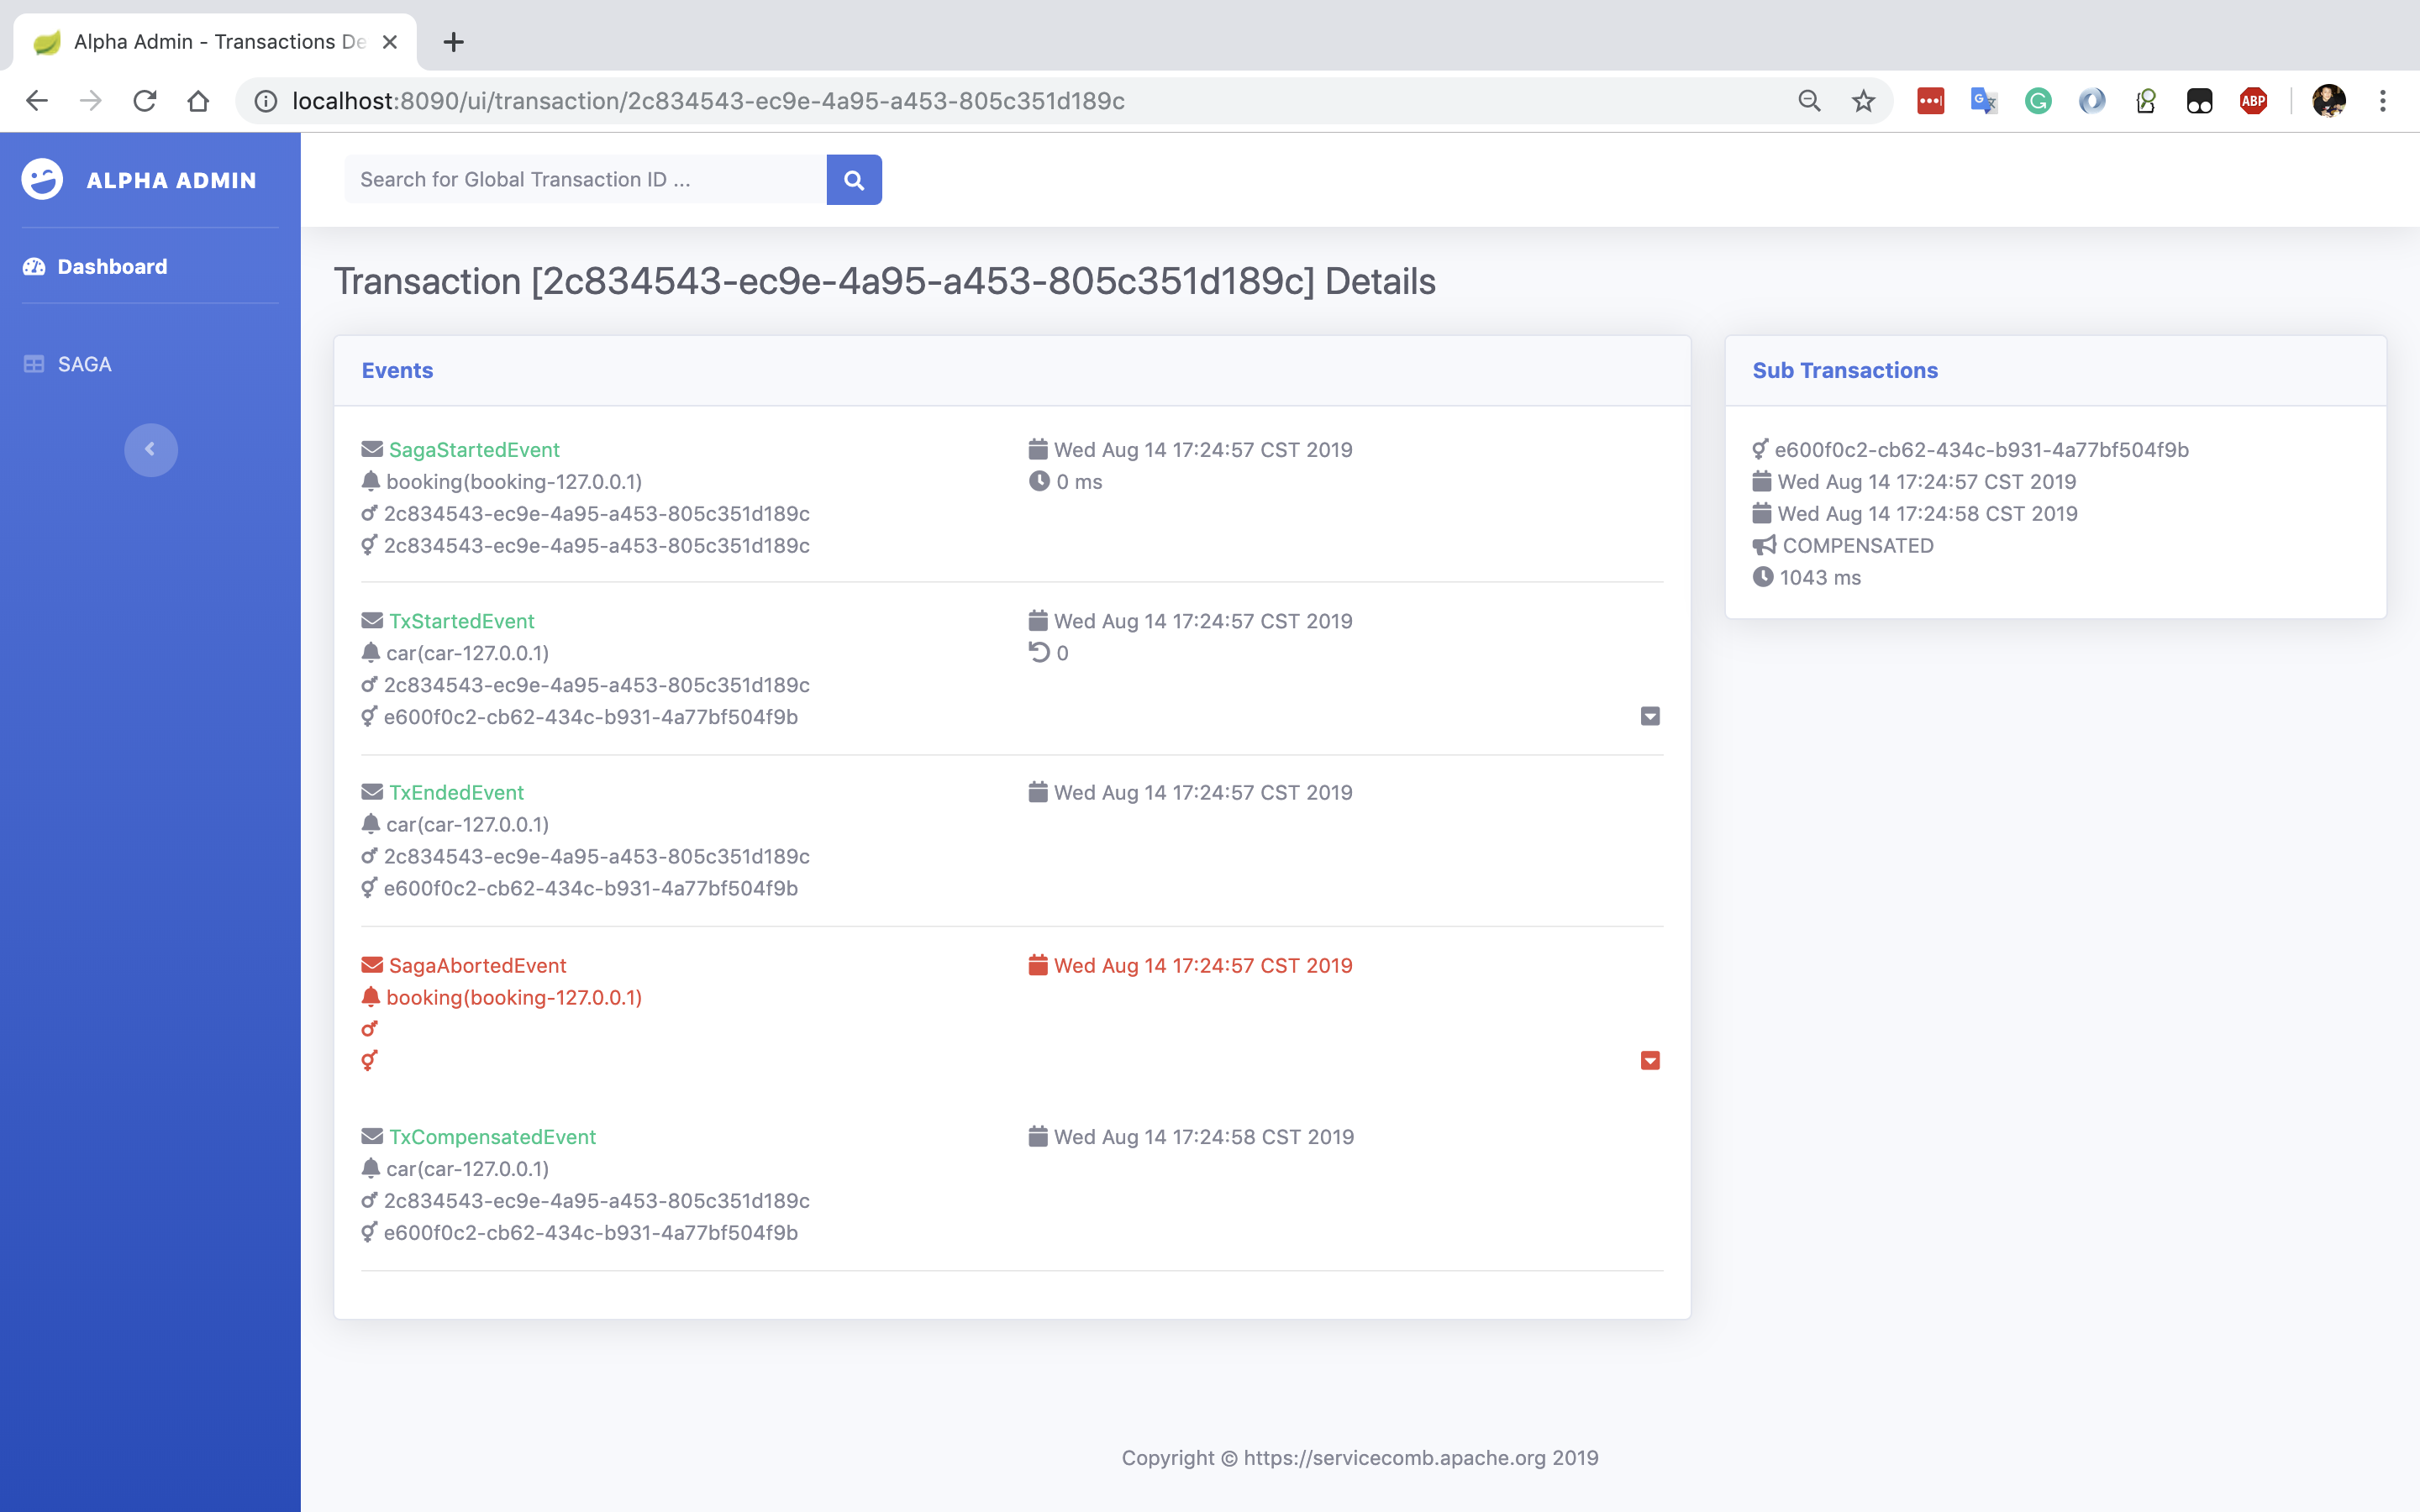 Alpha Admin - Transactions De
localhost:8090/ui/transaction/2c834543-ec9e-4a95-a453-805c351d189c
ABP
ALPHA ADMIN
Search for Global Transaction ID ...
Dashboard
SAGA
Transaction [2c834543-ec9e-4a95-a453-805c351d189c] Details
Events
SagaStartedEvent
Wed Aug 14 17:24:57 CST 2019
booking(booking-127.0.0.1)
0 ms
2c834543-ec9e-4a95-a453-805c351d189c
2c834543-ec9e-4a95-a453-805c351d189c
TxStartedEvent
Wed Aug 14 17:24:57 CST 2019
car(car-127.0.0.1)
0
2c834543-ec9e-4a95-a453-805c351d189c
e600f0c2-cb62-434c-b931-4a77bf504f9b
TxEndedEvent
Wed Aug 14 17:24:57 CST 2019
car(car-127.0.0.1)
2c834543-ec9e-4a95-a453-805c351d189c
e600f0c2-cb62-434c-b931-4a77bf504f9b
SagaAbortedEvent
Wed Aug 14 17:24:57 CST 2019
booking(booking-127.0.0.1)
TxCompensatedEvent
Wed Aug 14 17:24:58 CST 2019
car(car-127.0.0.1)
2c834543-ec9e-4a95-a453-805c351d189c
e600f0c2-cb62-434c-b931-4a77bf504f9b
Sub Transactions
e600f0c2-cb62-434c-b931-4a77bf504f9b
Wed Aug 14 17:24:57 CST 2019
Wed Aug 14 17:24:58 CST 2019
COMPENSATED
1043 ms
Copyright © https://servicecomb.apache.org 2019